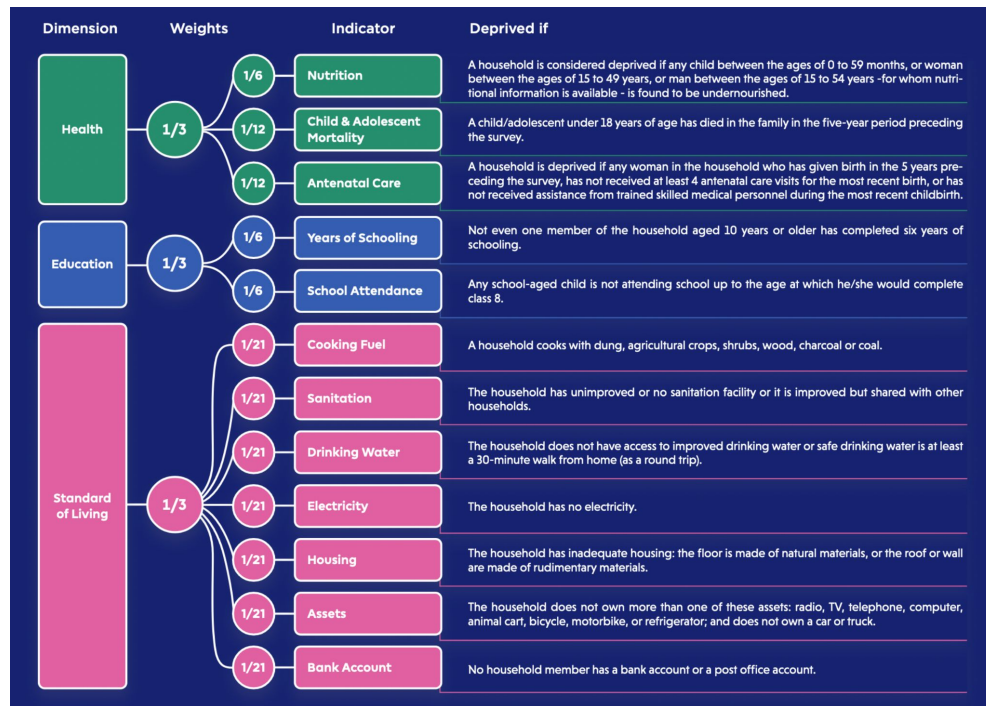 Dimension Weights Indicator Deprived if
Health
1/3
1/6
Nutrition
A household is considered deprived if any child between the ages of 0 to 59 months, or woman
between the ages of 15 to 49 years, or man between the ages of 15 to 54 years -for whom nutri-
tional information is available - is found to be undernourished.
1/12
Child & Adolescent
Mortality
A child/adolescent under 18 years of age has died in the family in the five-year period preceding
the survey.
1/12
Antenatal Care
A household is deprived if any woman in the household who has given birth in the 5 years pre-
ceding the survey, has not received at least 4 antenatal care visits for the most recent birth, or has
not received assistance from trained skilled medical personnel during the most recent childbirth.
Education
1/3
1/6
Years of Schooling
Not even one member of the household aged 10 years or older has completed six years of
schooling.
1/6
School Attendance
Any school-aged child is not attending school up to the age at which he/she would complete
class 8.
Standard
of Living
1/3
1/21
Cooking Fuel
A household cooks with dung, agricultural crops, shrubs, wood, charcoal or coal.
1/21
Sanitation
The household has unimproved or no sanitation facility or it is improved but shared with other
households.
1/21
Drinking Water
The household does not have access to improved drinking water or safe drinking water is at least
a 30-minute walk from home (as a round trip).
1/21
Electricity
The household has no electricity.
1/21
Housing
The household has inadequate housing: the floor is made of natural materials, or the roof or wall
are made of rudimentary materials.
1/21
Assets
The household does not own more than one of these assets: radio, TV, telephone, computer,
animal cart, bicycle, motorbike, or refrigerator; and does not own a car or truck.
1/21
Bank Account
No household member has a bank account or a post office account.